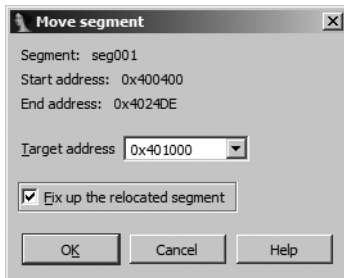 Move segment
Segment: seg001
Start address: 0x400400
End address: 0x4024DE
Target address 0x401000
Fix up the relocated segment
OK Cancel Help